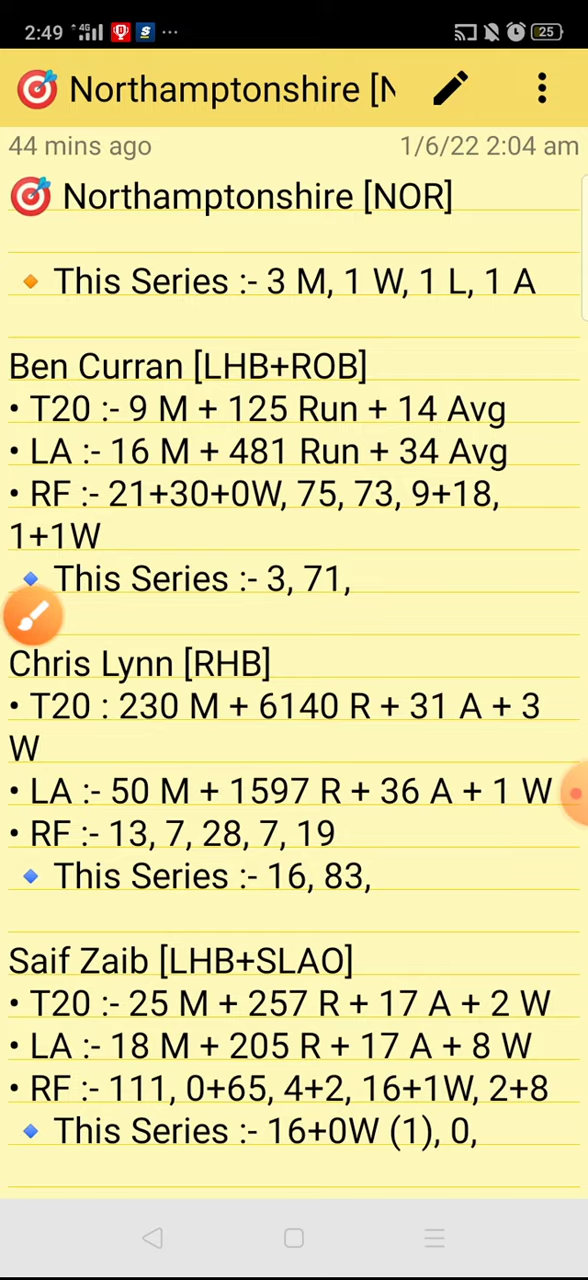 2:49 4G 25
Northamptonshire [N
44 mins ago 1/6/22 2:04 am
Northamptonshire [NOR]
This Series :- 3 M, 1 W, 1 L, 1 A
Ben Curran [LHB+ROB]
• T20 :- 9 M + 125 Run + 14 Avg
• LA :- 16 M + 481 Run + 34 Avg
• RF :- 21+30+0W, 75, 73, 9+18,
1+1W
This Series :- 3, 71,
Chris Lynn [RHB]
• T20 : 230 M + 6140 R + 31 A + 3
W
• LA :- 50 M + 1597 R + 36 A + 1 W
• RF :- 13, 7, 28, 7, 19
This Series :- 16, 83,
Saif Zaib [LHB+SLAO]
• T20 :- 25 M + 257 R + 17 A + 2 W
• LA :- 18 M + 205 R + 17 A + 8 W
• RF :- 111, 0+65, 4+2, 16+1W, 2+8
This Series :- 16+0W (1), 0,